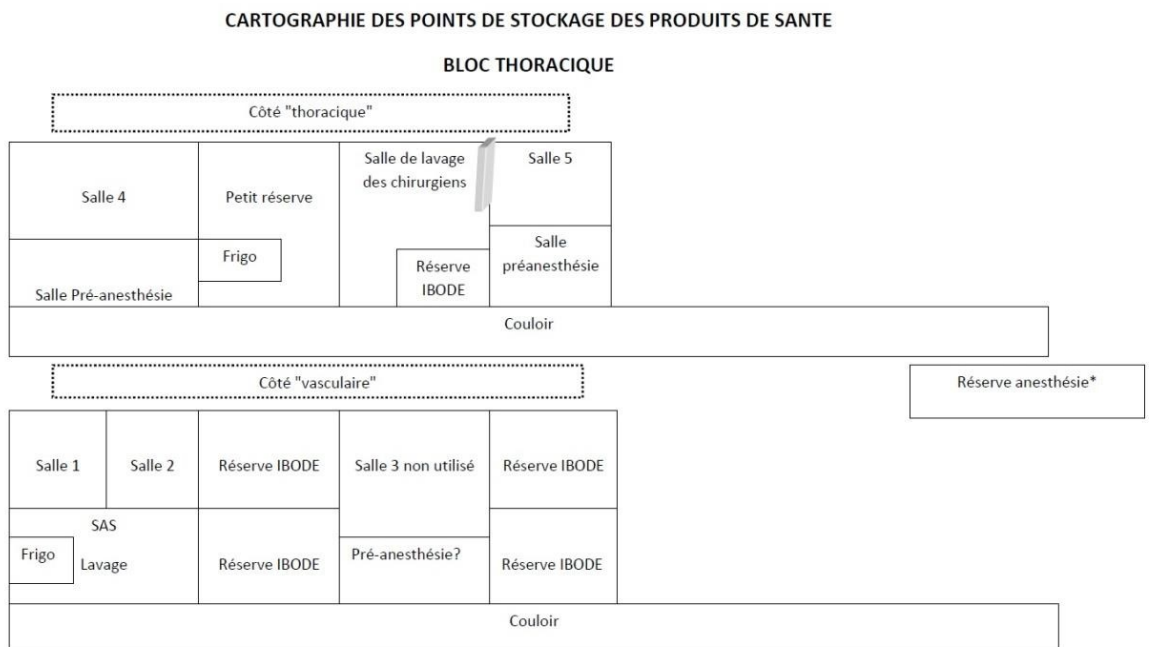 CARTOGRAPHIE DES POINTS DE STOCKAGE DES PRODUITS DE SANTE
BLOC THORACIQUE
Côté "thoracique"
Salle 4
Petit réserve
Salle de lavage
des chirurgiens
Salle 5
Frigo
Salle
préanesthésie
Réserve
IBODE
Salle Pré-anesthésie
Couloir
Côté "vasculaire"
Réserve anesthésie*
Salle 1
Salle 2
Réserve IBODE
Salle 3 non utilisé
Réserve IBODE
SAS
Frigo
Lavage
Réserve IBODE
Pré-anesthésie?
Réserve IBODE
Couloir